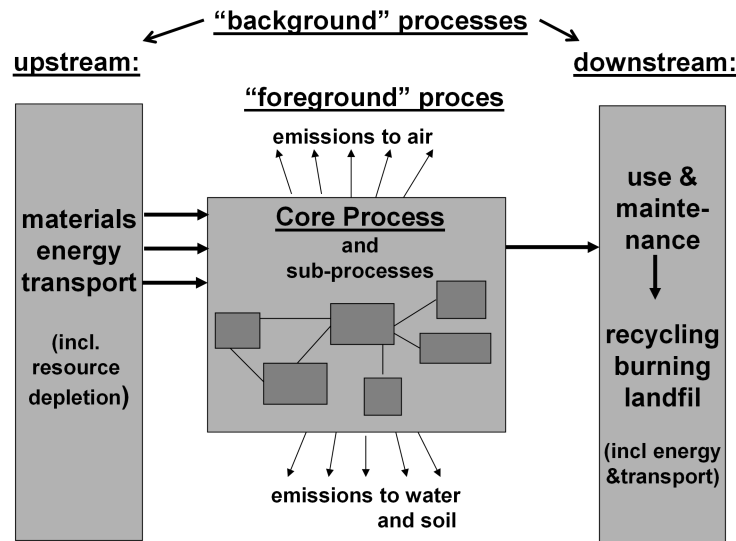 “background” processes
upstream:
downstream:
“foreground” proces
emissions to air
materials
energy
transport
(incl.
resource
depletion)
Core Process
and
sub-processes
emissions to water
and soil
use &
mainte-
nance
recycling
burning
landfil
(incl energy
&transport)